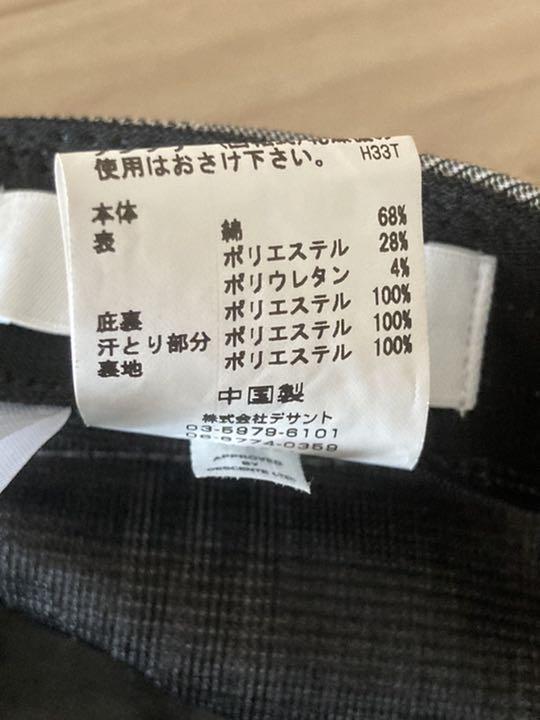 使用はおさけ下さい。 H33T
本体
表 綿 68%
ポリエステル 28%
ポリウレタン 4%
庇裏 ポリエステル 100%
汗とり部分 ポリエステル 100%
裏地 ポリエステル 100%
中国製
株式会社デサント
03-5979-6101
06-6774-0359
APPROVED
BY
DESCENTE LTD.